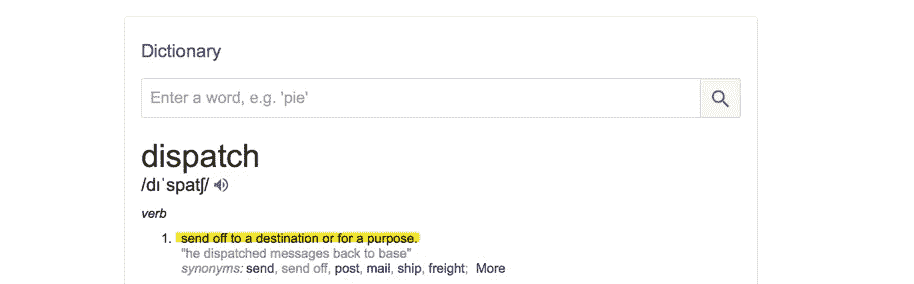 Dictionary
Enter a word, e.g. 'pie'
dispatch
/dɪˈspatʃ/
verb
1. send off to a destination or for a purpose.
"he dispatched messages back to base"
synonyms: send, send off, post, mail, ship, freight; More